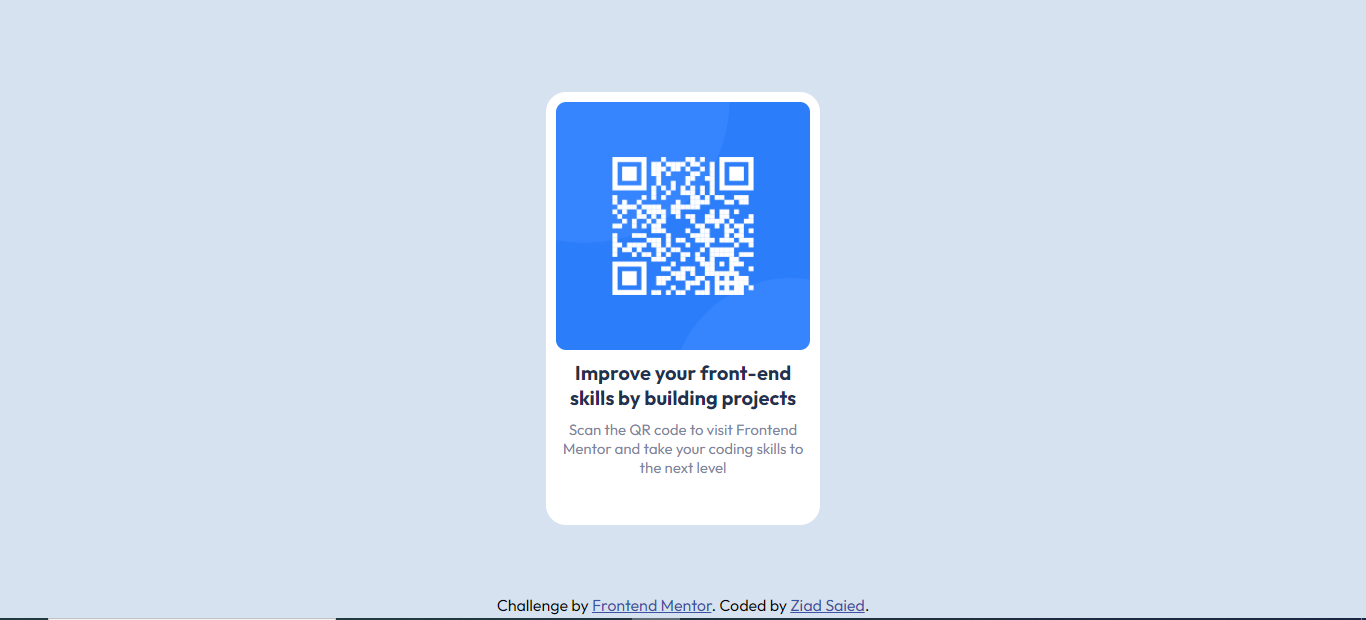 Improve your front-end
skills by building projects
Scan the QR code to visit Frontend
Mentor and take your coding skills to
the next level
Challenge by Frontend Mentor. Coded by Ziad Saied.